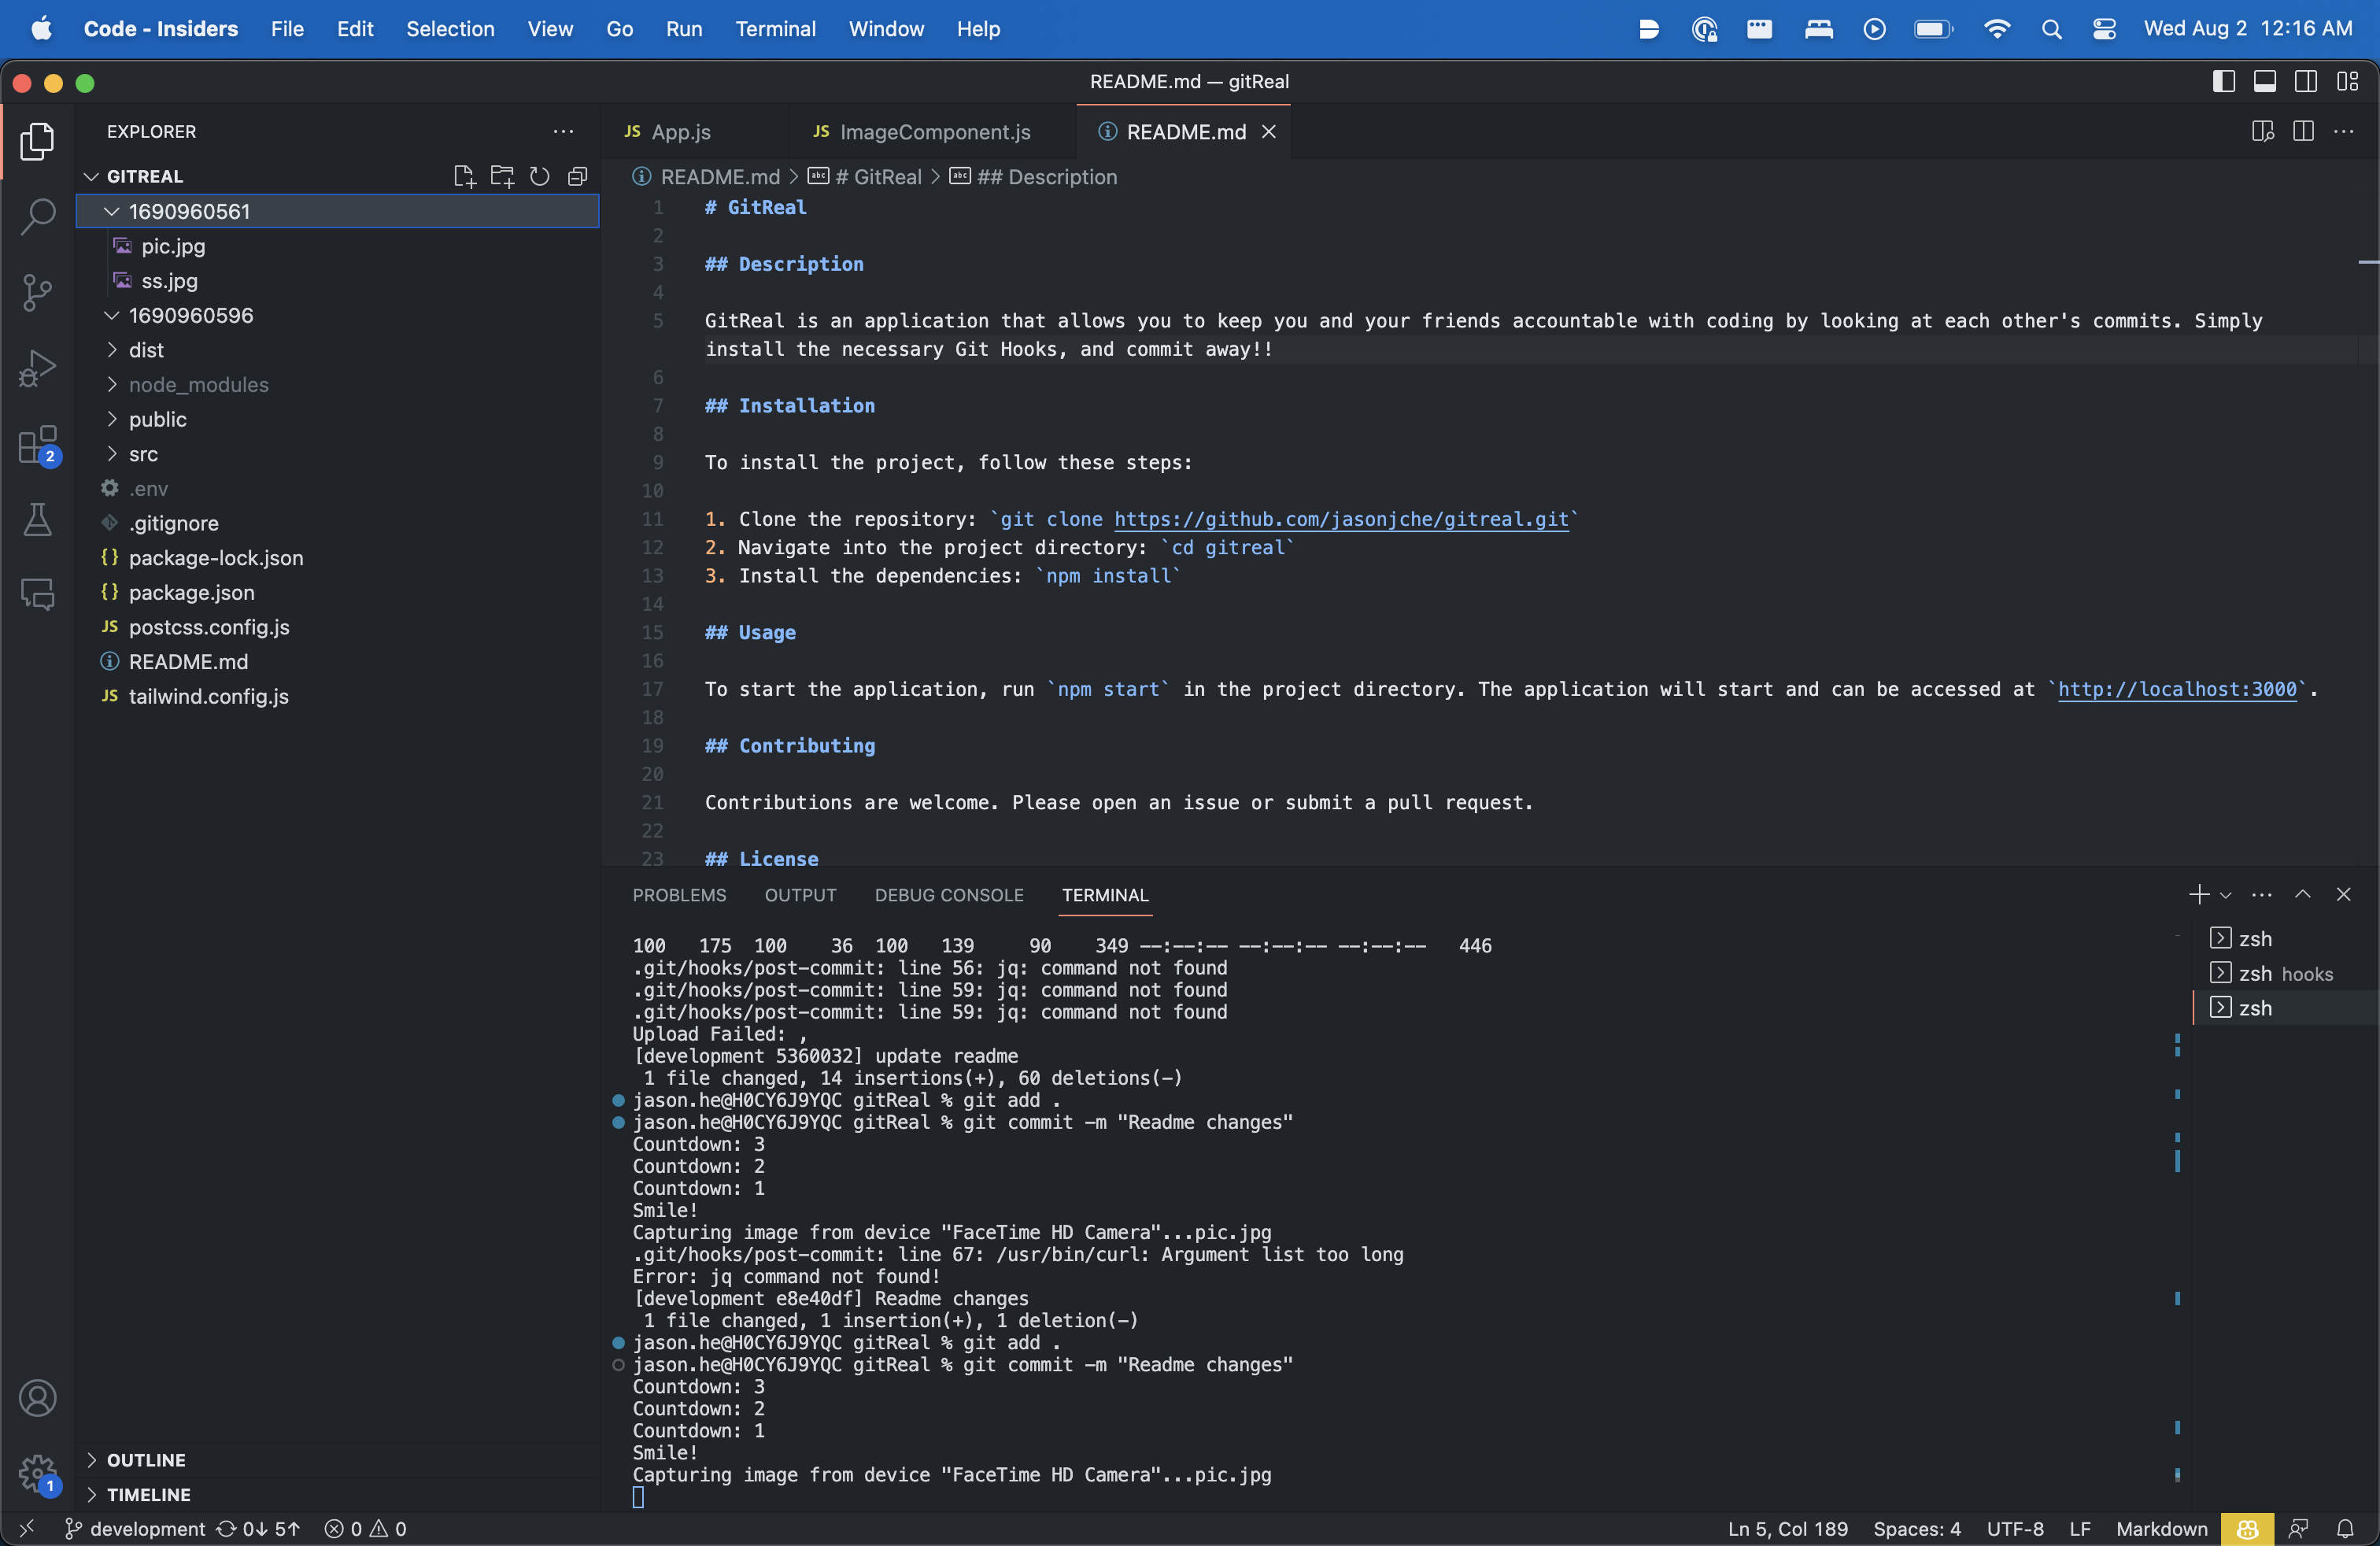 Code - Insiders File Edit Selection View Go Run Terminal Window Help Wed Aug 2 12:16 AM
README.md — gitReal
EXPLORER
GITREAL
1690960561
pic.jpg
ss.jpg
1690960596
dist
node_modules
public
src
.env
.gitignore
{} package-lock.json
{} package.json
JS postcss.config.js
README.md
JS tailwind.config.js
OUTLINE
TIMELINE
2
1
JS App.js JS ImageComponent.js README.md
README.md > # GitReal > ## Description
1 # GitReal
2
3 ## Description
4
5 GitReal is an application that allows you to keep you and your friends accountable with coding by looking at each other's commits. Simply
install the necessary Git Hooks, and commit away!!
6
7 ## Installation
8
9 To install the project, follow these steps:
10
11 1. Clone the repository: `git clone https://github.com/jasonjche/gitreal.git`
12 2. Navigate into the project directory: `cd gitreal`
13 3. Install the dependencies: `npm install`
14
15 ## Usage
16
17 To start the application, run `npm start` in the project directory. The application will start and can be accessed at `http://localhost:3000`.
18
19 ## Contributing
20
21 Contributions are welcome. Please open an issue or submit a pull request.
22
23 ## License
PROBLEMS OUTPUT DEBUG CONSOLE TERMINAL
100 175 100 36 100 139 90 349 --:--:-- --:--:-- --:--:-- 446
.git/hooks/post-commit: line 56: jq: command not found
.git/hooks/post-commit: line 59: jq: command not found
.git/hooks/post-commit: line 59: jq: command not found
Upload Failed: ,
[development 5360032] update readme
1 file changed, 14 insertions(+), 60 deletions(-)
jason.he@H0CY6J9YQC gitReal % git add .
jason.he@H0CY6J9YQC gitReal % git commit -m "Readme changes"
Countdown: 3
Countdown: 2
Countdown: 1
Smile!
Capturing image from device "FaceTime HD Camera"...pic.jpg
.git/hooks/post-commit: line 67: /usr/bin/curl: Argument list too long
Error: jq command not found!
[development e8e40df] Readme changes
1 file changed, 1 insertion(+), 1 deletion(-)
jason.he@H0CY6J9YQC gitReal % git add .
jason.he@H0CY6J9YQC gitReal % git commit -m "Readme changes"
Countdown: 3
Countdown: 2
Countdown: 1
Smile!
Capturing image from device "FaceTime HD Camera"...pic.jpg
zsh
zsh hooks
zsh
development 0↓ 5↑ 0 0 Ln 5, Col 189 Spaces: 4 UTF-8 LF Markdown